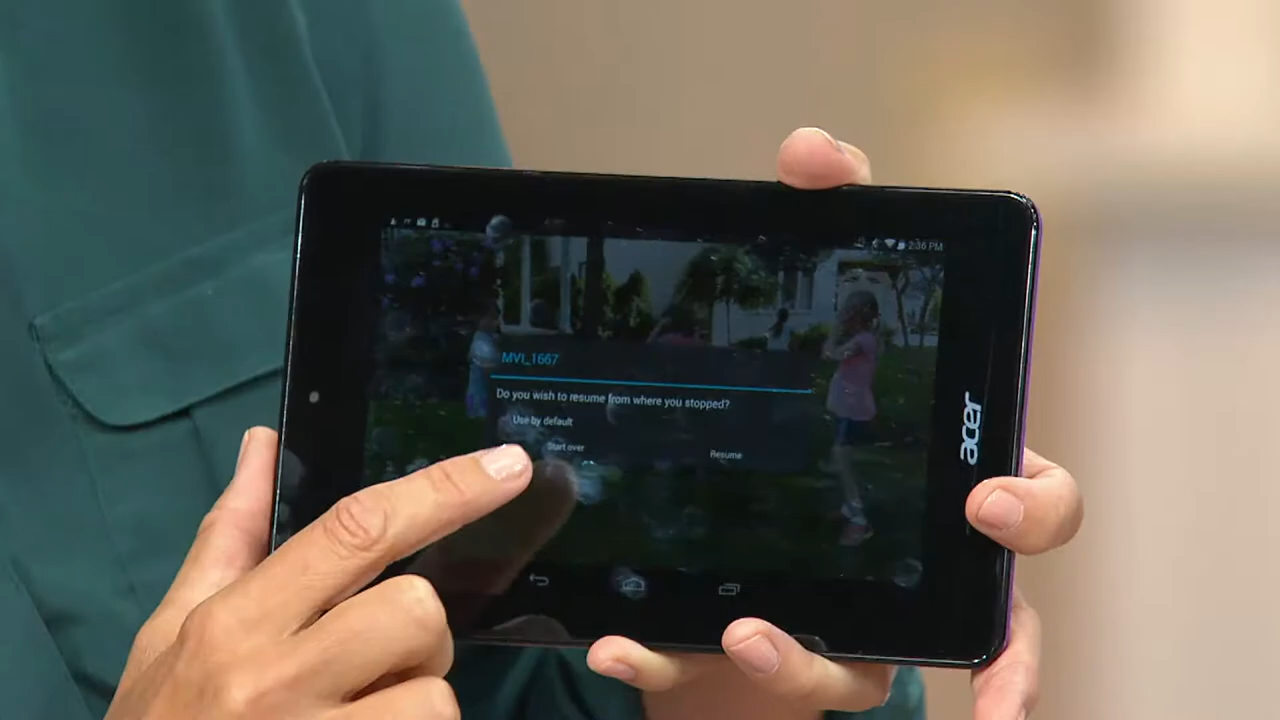 2:36 PM
MVI_1667
Do you wish to resume from where you stopped?
Use by default
Start over
Resume
acer